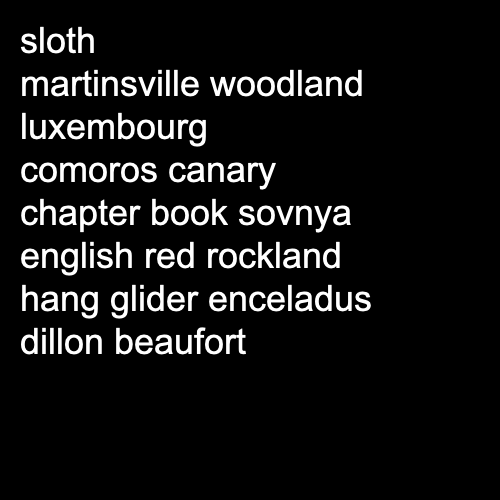 sloth
martinsville woodland
luxembourg
comoros canary
chapter book sovnya
english red rockland
hang glider enceladus
dillon beaufort